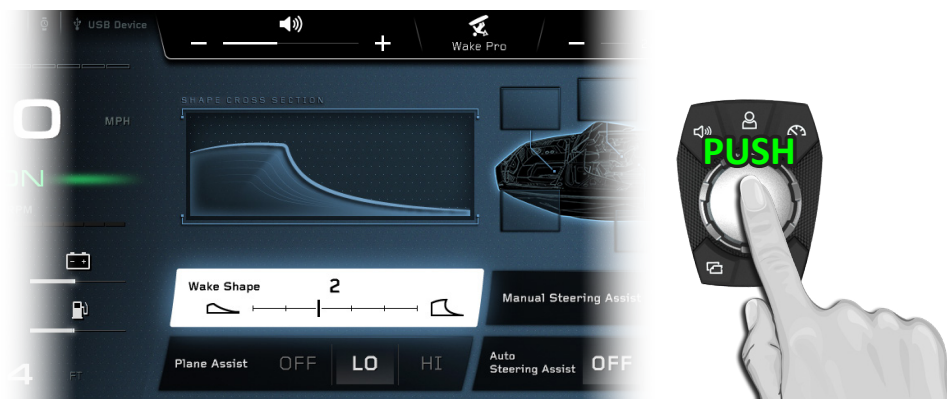 USB Device
Wake Pro
SHAPE CROSS SECTION
MPH
Wake Shape 2
Manual Steering Assist
Plane Assist OFF LO HI
Auto
Steering Assist OFF
FT
PUSH